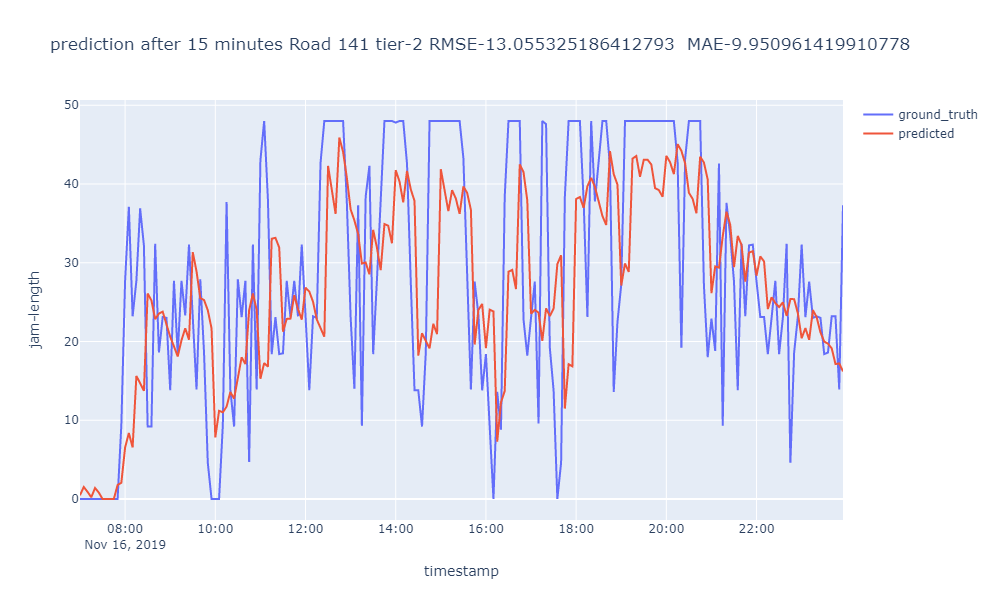 prediction after 15 minutes Road 141 tier-2 RMSE-13.055325186412793 MAE-9.950961419910778
ground_truth
predicted
50
40
30
20
10
0
jam-length
08:00 10:00 12:00 14:00 16:00 18:00 20:00 22:00
Nov 16, 2019
timestamp